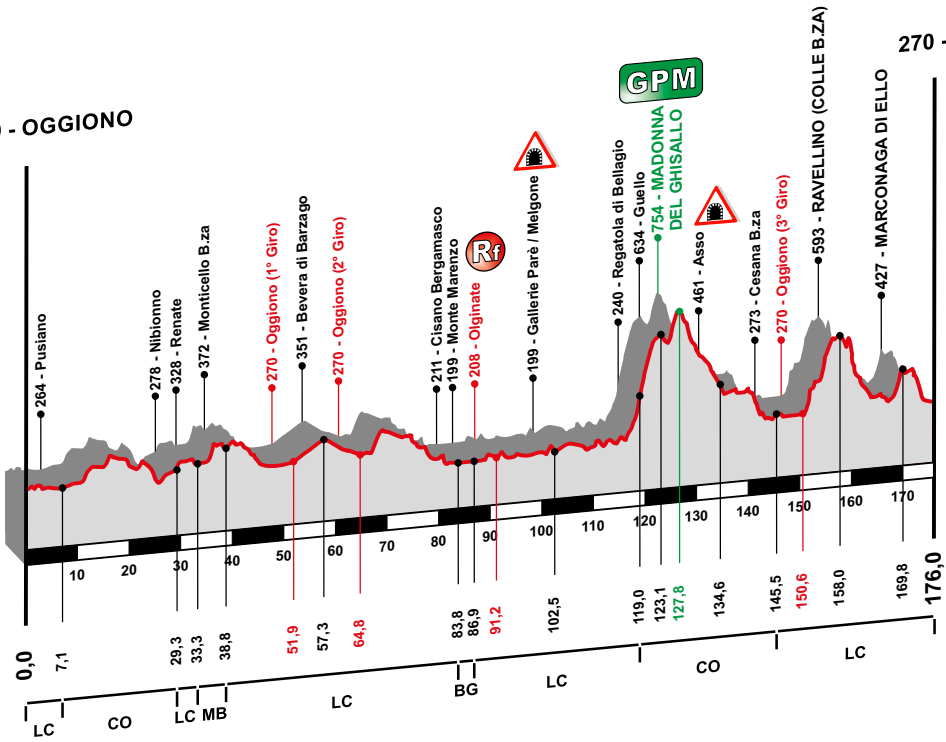 - OGGIONO
270 -
264 - Pusiano
278 - Nibionno
328 - Renate
372 - Monticello B.za
270 - Oggiono (1° Giro)
351 - Bevera di Barzago
270 - Oggiono (2° Giro)
211 - Cisano Bergamasco
199 - Monte Marenzo
Rf
208 - Olginate
199 - Gallerie Parè / Melgone
240 - Regatola di Bellagio
634 - Guello
GPM
754 - MADONNA
DEL GHISALLO
461 - Asso
273 - Cesana B.za
270 - Oggiono (3° Giro)
593 - RAVELLINO (COLLE B.ZA)
427 - MARCONAGA DI ELLO
10 20 30 40 50 60 70 80 90 100 110 120 130 140 150 160 170
0,0
7,1
29,3
33,3
38,8
51,9
57,3
64,8
83,8
86,9
91,2
102,5
119,0
123,1
127,8
134,6
145,5
150,6
158,0
169,8
176,0
LC CO LC MB LC BG LC CO LC